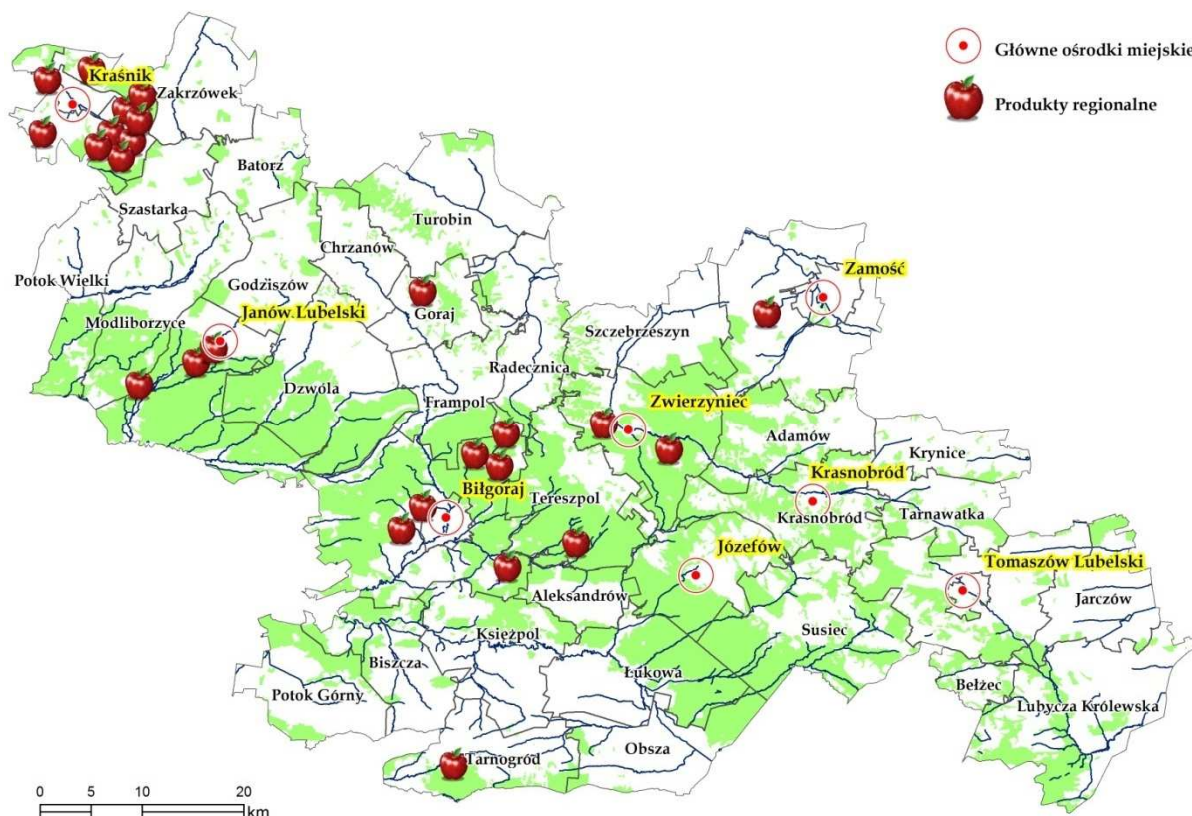 Główne ośrodki miejskie
Kraśnik
Zakrzówek
Produkty regionalne
Batorz
Szastarka
Turobin
Chrzanów
Zamość
Potok Wielki
Godziszów
Janów Lubelski
Goraj
Modliborzyce
Szczebrzeszyn
Radecznica
Dzwóla
Frampol
Zwierzyniec
Adamów
Krynice
Krasnobród
Biłgoraj
Tereszpol
Krasnobród
Tarnawatka
Józefów
Tomaszów Lubelski
Aleksandrów
Jarczów
Księżpol
Susiec
Biszcza
Łukowa
Bełżec
Potok Górny
Lubycza Królewska
Obsza
Tarnogród
0 5 10 20
km